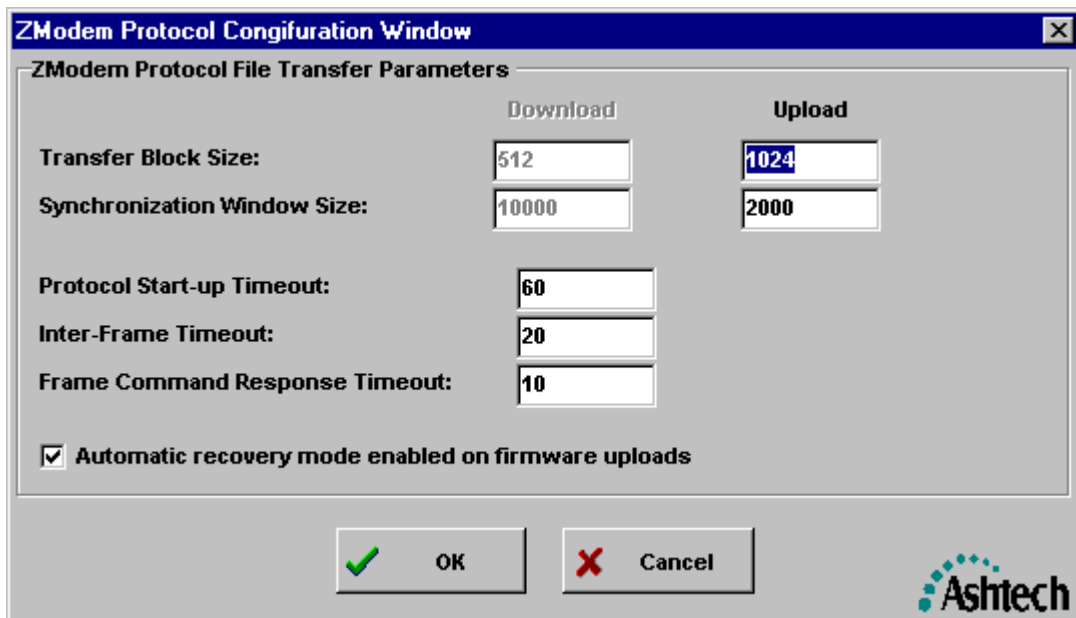 ZModem Protocol Congifuration Window
ZModem Protocol File Transfer Parameters
Download Upload
Transfer Block Size: 512 1024
Synchronization Window Size: 10000 2000
Protocol Start-up Timeout: 60
Inter-Frame Timeout: 20
Frame Command Response Timeout: 10
Automatic recovery mode enabled on firmware uploads
OK Cancel
Ashtech